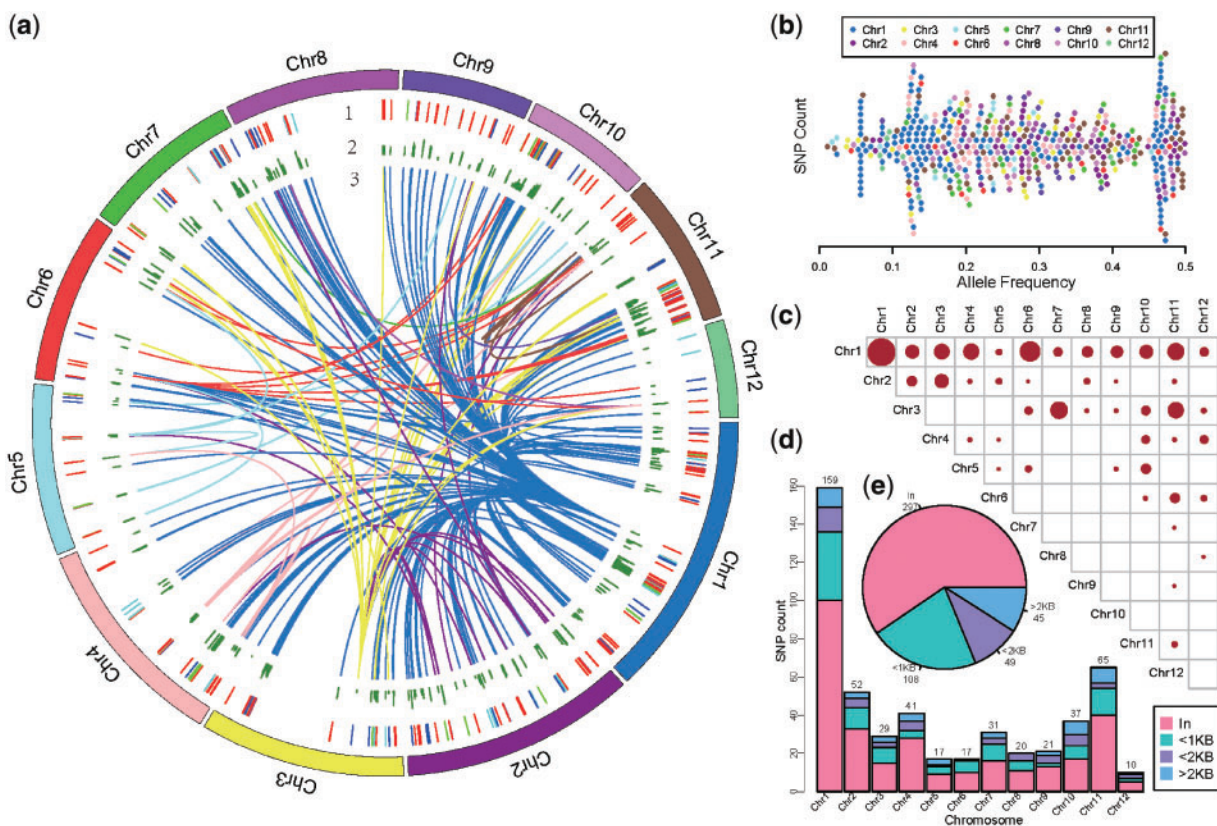 (a)
Chr8
Chr9
Chr7
Chr10
Chr6
Chr11
Chr5
Chr12
Chr4
Chr1
Chr3
Chr2
1
2
3
(b)
Chr1 Chr3 Chr5 Chr7 Chr9 Chr11
Chr2 Chr4 Chr6 Chr8 Chr10 Chr12
SNP Count
0.0 0.1 0.2 0.3 0.4 0.5
Allele Frequency
(c)
Chr1 Chr2 Chr3 Chr4 Chr5 Chr6 Chr7 Chr8 Chr9 Chr10 Chr11 Chr12
Chr1
Chr2
Chr3
Chr4
Chr5
Chr6
Chr7
Chr8
Chr9
Chr10
Chr11
Chr12
(d)
SNP count
160
140
120
100
80
60
40
20
0
159 52 29 41 17 17 31 20 21 37 65 10
Chr1 Chr2 Chr3 Chr4 Chr5 Chr6 Chr7 Chr8 Chr9 Chr10 Chr11 Chr12
Chromosome
(e)
In
297
>2KB
45
<2KB
49
<1KB
108
In
<1KB
<2KB
>2KB